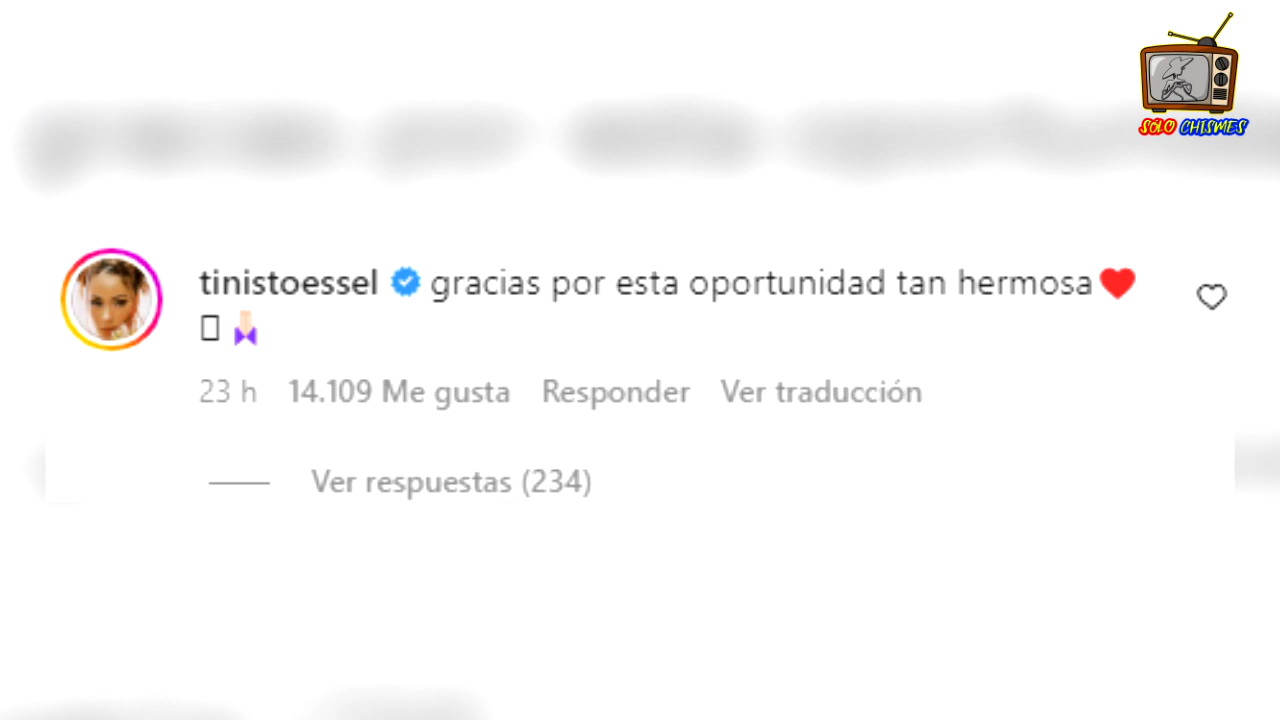 SOLO CHISMES
tinistoessel gracias por esta oportunidad tan hermosa❤️
🙏🏻
23 h 14.109 Me gusta Responder Ver traducción
Ver respuestas (234)